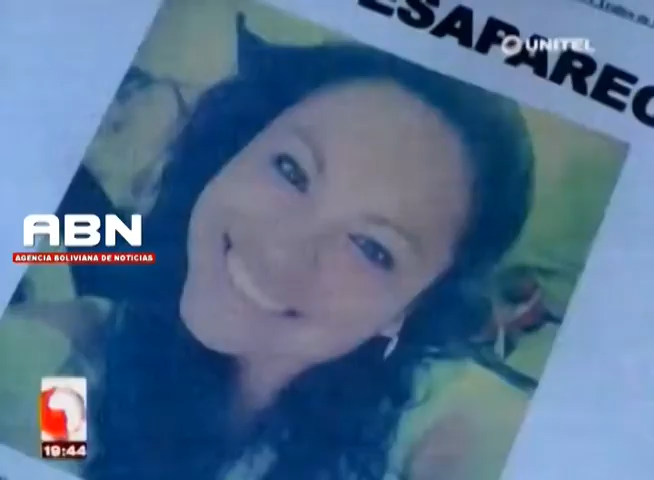 ESAPAREC
UNITEL
ABN
AGENCIA BOLIVIANA DE NOTICIAS
19:44